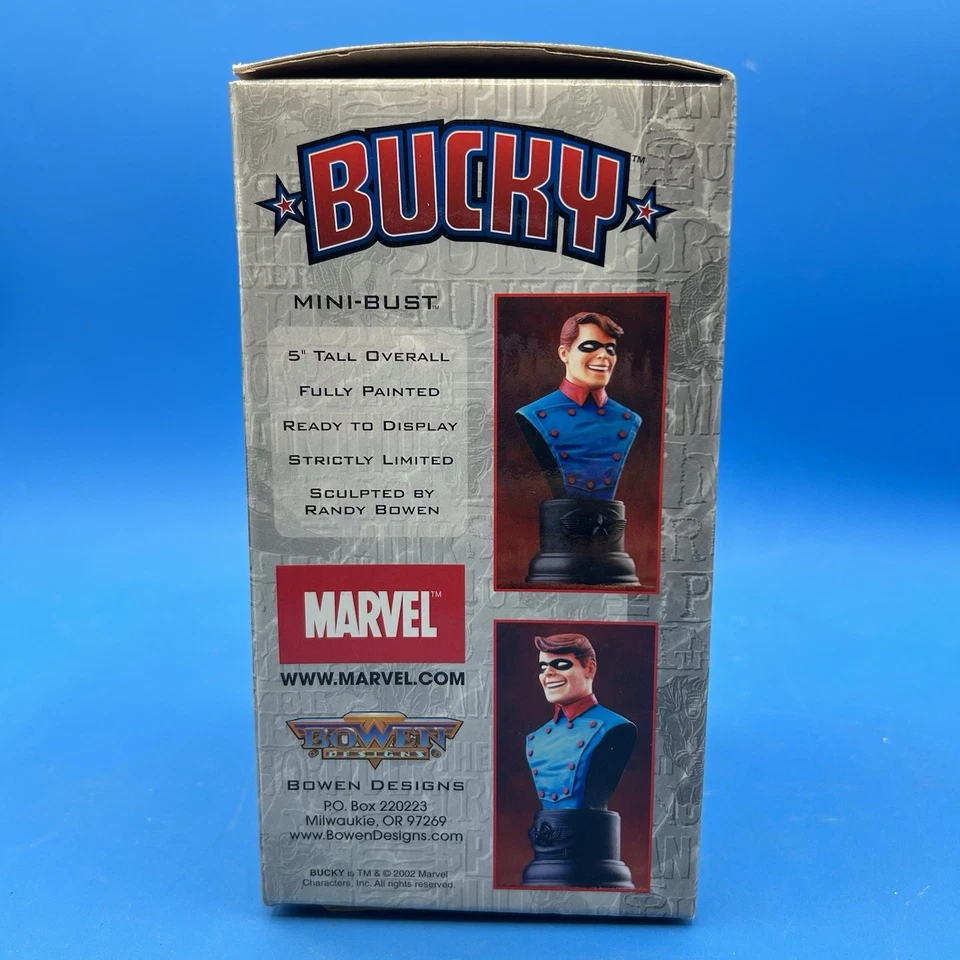 BUCKY™
MINI-BUST™
5" TALL OVERALL
FULLY PAINTED
READY TO DISPLAY
STRICTLY LIMITED
SCULPTED BY
RANDY BOWEN
MARVEL™
WWW.MARVEL.COM
BOWEN
DESIGNS
BOWEN DESIGNS
P.O. Box 220223
Milwaukie, OR 97269
www.BowenDesigns.com
BUCKY is TM & © 2002 Marvel
Characters, Inc. All rights reserved.